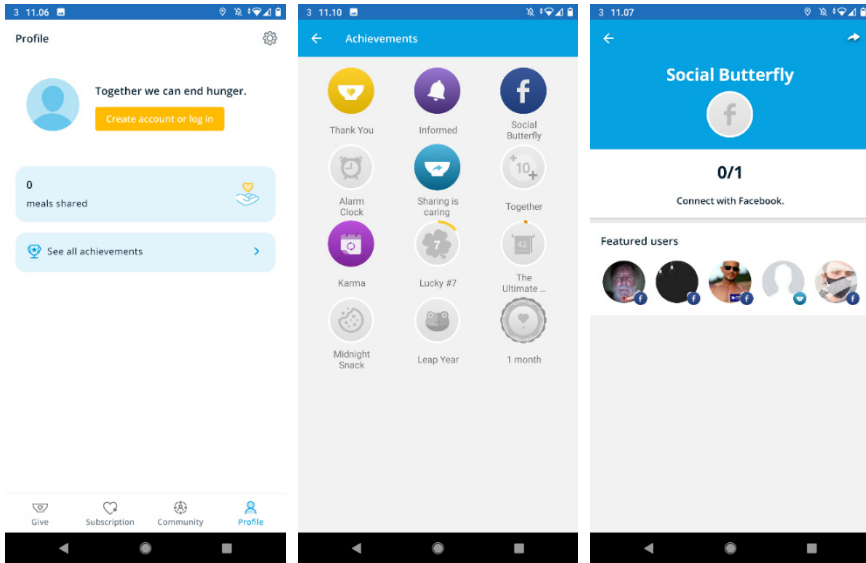 3 11.06
Profile
Together we can end hunger.
Create account or log in
0
meals shared
See all achievements
Give
Subscription
Community
Profile
3 11.10
Achievements
Thank You
Informed
f
Social
Butterfly
Alarm
Clock
Sharing is
caring
+10+
Together
Karma
7
Lucky #7
42
The
Ultimate ...
Midnight
Snack
Leap Year
1 month
3 11.07
Social Butterfly
f
0/1
Connect with Facebook.
Featured users
f
f
f
f